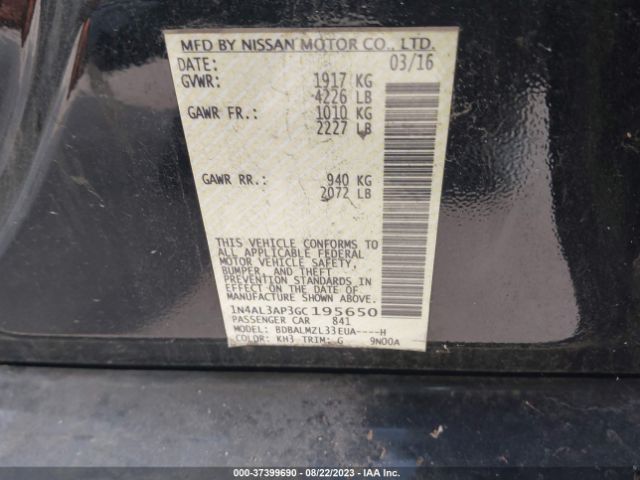 MFD BY NISSAN MOTOR CO., LTD.
DATE: 03/16
GVWR: 1917 KG
4226 LB
GAWR FR.: 1010 KG
2227 LB
GAWR RR.: 940 KG
2072 LB
THIS VEHICLE CONFORMS TO
ALL APPLICABLE FEDERAL
MOTOR VEHICLE SAFETY,
BUMPER, AND THEFT
PREVENTION STANDARDS IN
EFFECT ON THE DATE OF
MANUFACTURE SHOWN ABOVE.
1N4AL3AP3GC195650
PASSENGER CAR 841
MODEL: BDBALMZL33EUA----H
COLOR: KH3 TRIM: G 9N00A
000-37399690 - 08/22/2023 - IAA Inc.